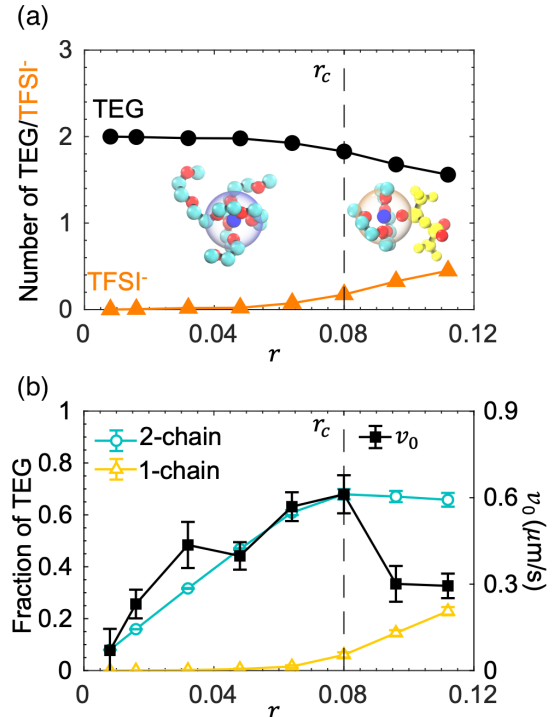 (a)
r_c
3
2
1
0
Number of TEG/TFSI⁻
TEG
TFSI⁻
0
0.04
0.08
0.12
r
(b)
r_c
1
0.8
0.6
0.4
0.2
0
Fraction of TEG
2-chain
1-chain
v₀
0.9
0.6
0.3
0
v₀ (μm/s)
0
0.04
0.08
0.12
r